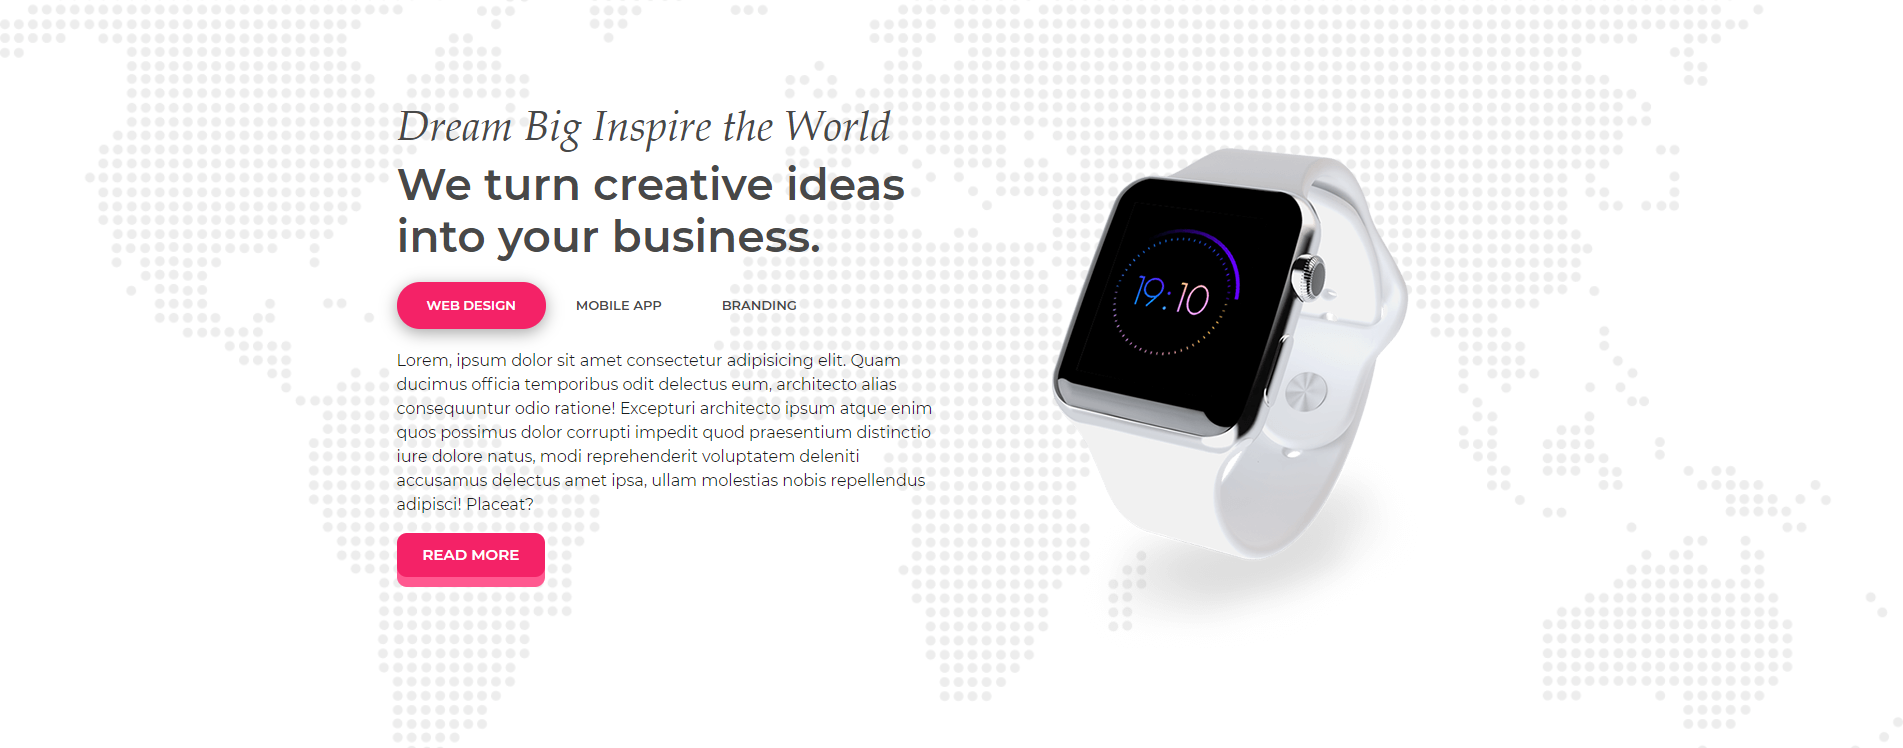 Dream Big Inspire the World
We turn creative ideas
into your business.
WEB DESIGN MOBILE APP BRANDING
Lorem, ipsum dolor sit amet consectetur adipisicing elit. Quam
ducimus officia temporibus odit delectus eum, architecto alias
consequuntur odio ratione! Excepturi architecto ipsum atque enim
quos possimus dolor corrupti impedit quod praesentium distinctio
iure dolore natus, modi reprehenderit voluptatem deleniti
accusamus delectus amet ipsa, ullam molestias nobis repellendus
adipisci! Placeat?
READ MORE
19:10